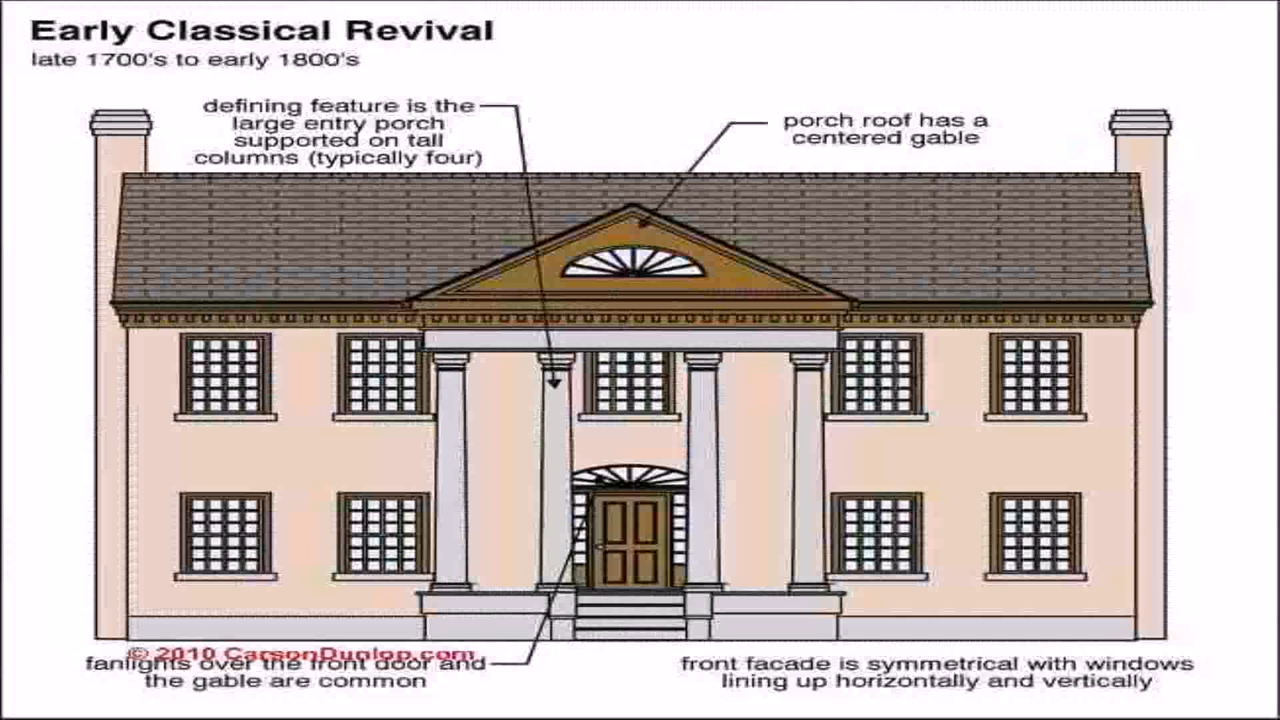 Early Classical Revival
late 1700's to early 1800's
defining feature is the
large entry porch
supported on tall
columns (typically four)
porch roof has a
centered gable
© 2010 CarsonDunlop.com
fanlights over the front door and
the gable are common
front facade is symmetrical with windows
lining up horizontally and vertically